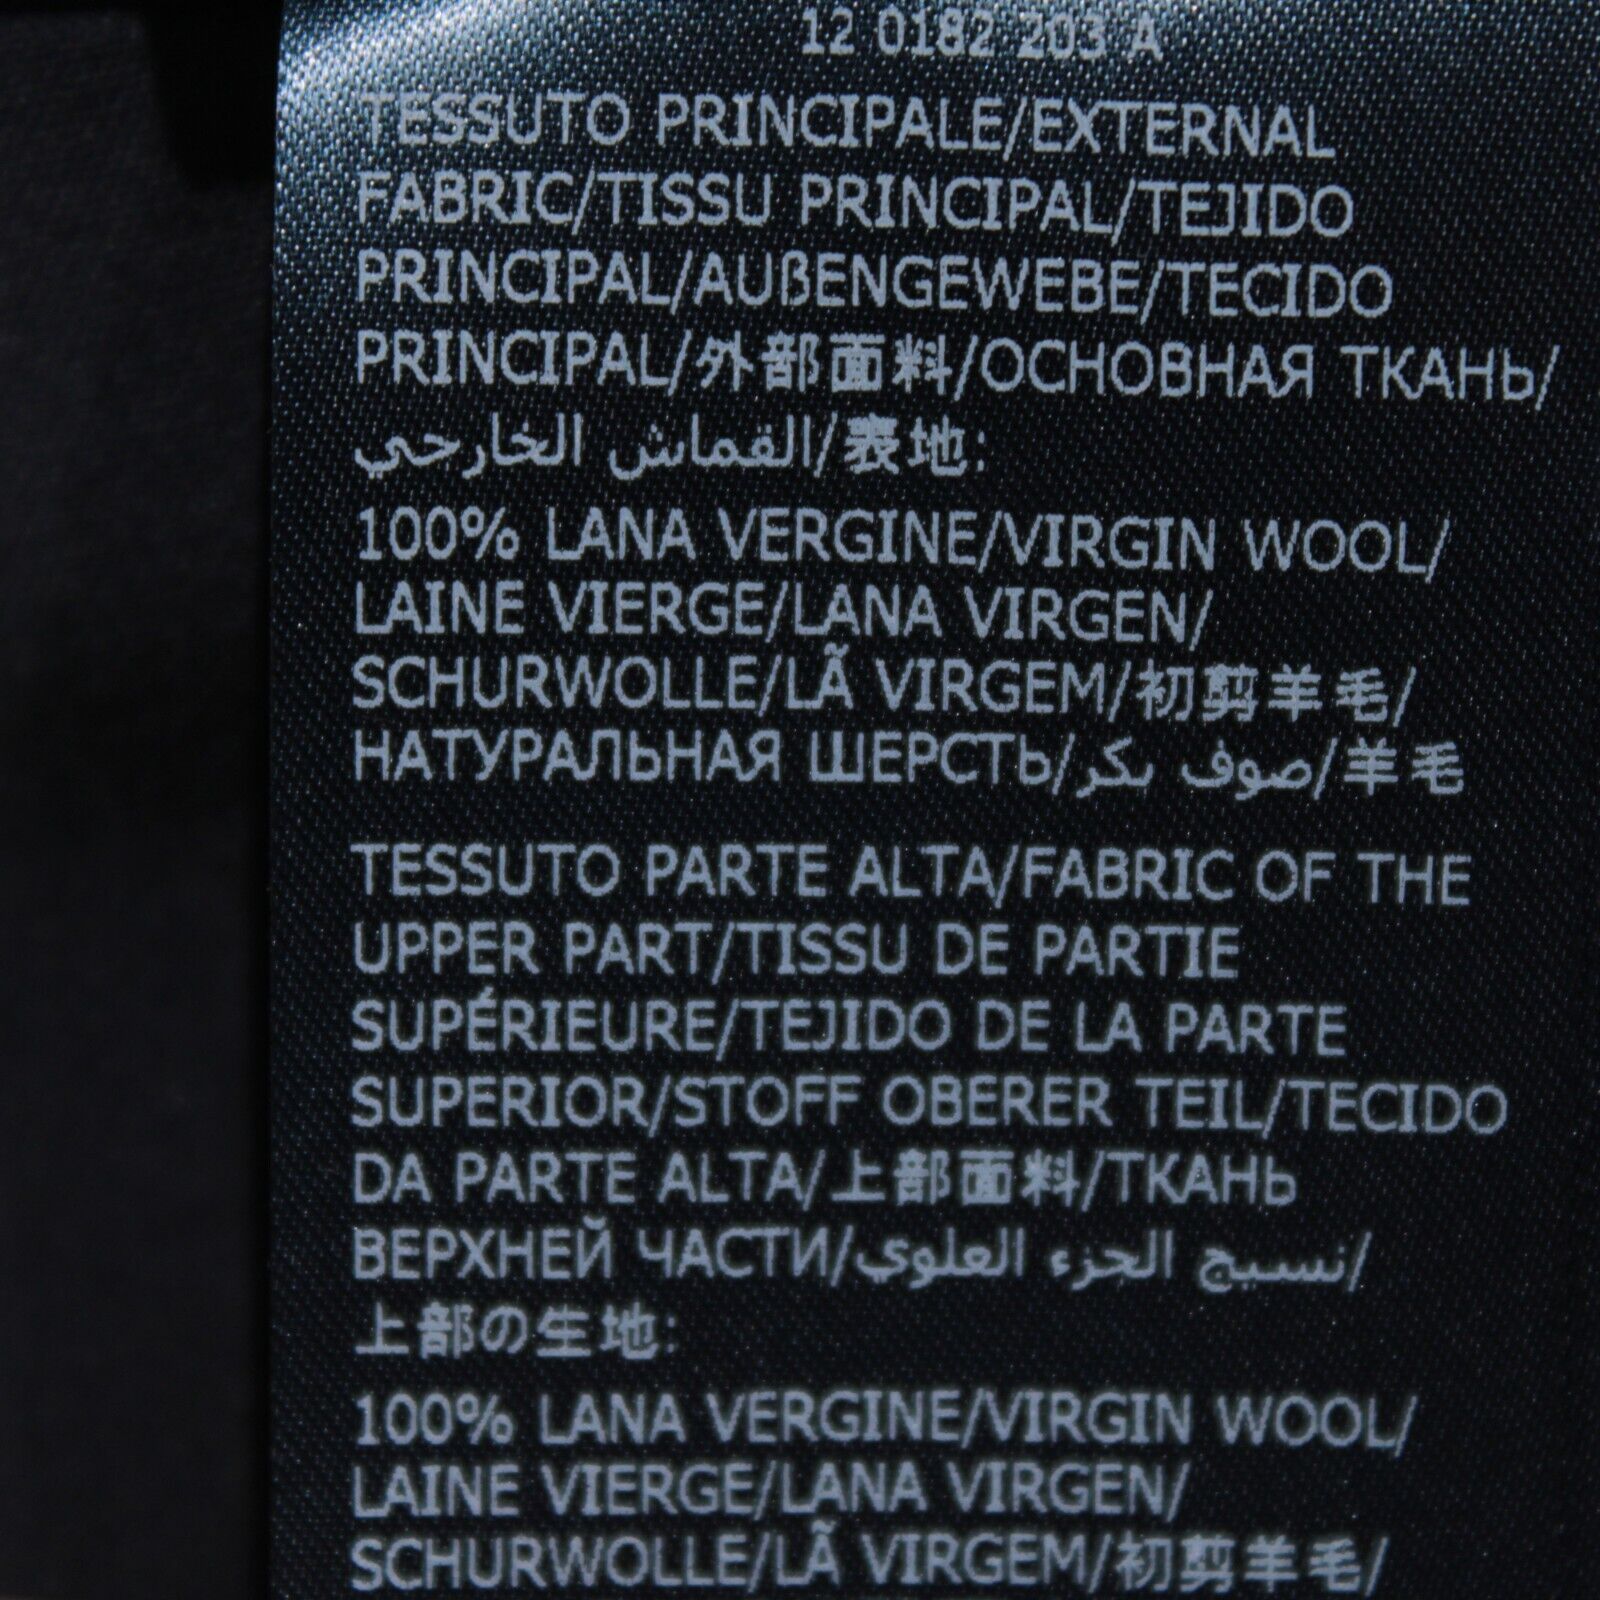 12 0182 203 A
TESSUTO PRINCIPALE/EXTERNAL
FABRIC/TISSU PRINCIPAL/TEJIDO
PRINCIPAL/AUßENGEWEBE/TECIDO
PRINCIPAL/外部面料/ОСНОВНАЯ ТКАНЬ/
القماش الخارجي/表地:
100% LANA VERGINE/VIRGIN WOOL/
LAINE VIERGE/LANA VIRGEN/
SCHURWOLLE/LÃ VIRGEM/初剪羊毛/
НАТУРАЛЬНАЯ ШЕРСТЬ/صوف بكر/羊毛
TESSUTO PARTE ALTA/FABRIC OF THE
UPPER PART/TISSU DE PARTIE
SUPÉRIEURE/TEJIDO DE LA PARTE
SUPERIOR/STOFF OBERER TEIL/TECIDO
DA PARTE ALTA/上部面料/ТКАНЬ
ВЕРХНЕЙ ЧАСТИ/نسيج الجزء العلوي/
上部の生地:
100% LANA VERGINE/VIRGIN WOOL/
LAINE VIERGE/LANA VIRGEN/
SCHURWOLLE/LÃ VIRGEM/初剪羊毛/